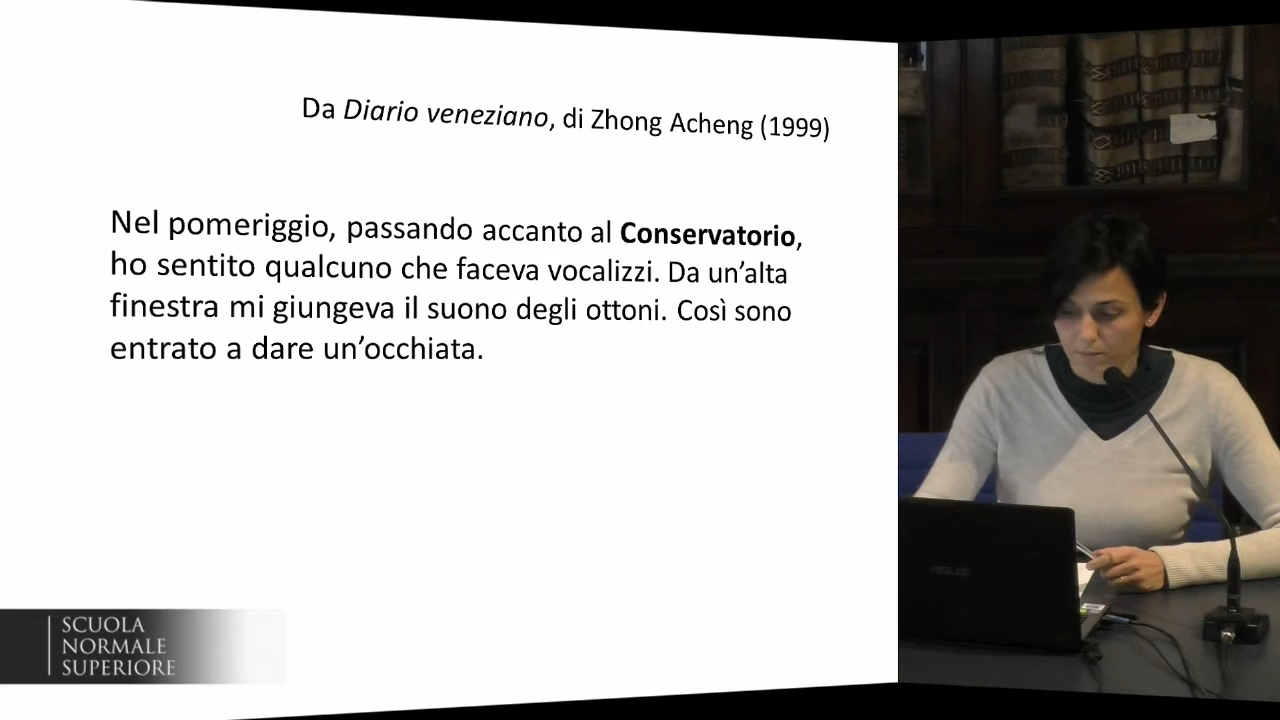 Da Diario veneziano, di Zhong Acheng (1999)
Nel pomeriggio, passando accanto al Conservatorio,
ho sentito qualcuno che faceva vocalizzi. Da un’alta
finestra mi giungeva il suono degli ottoni. Così sono
entrato a dare un’occhiata.
SCUOLA
NORMALE
SUPERIORE
ASUS